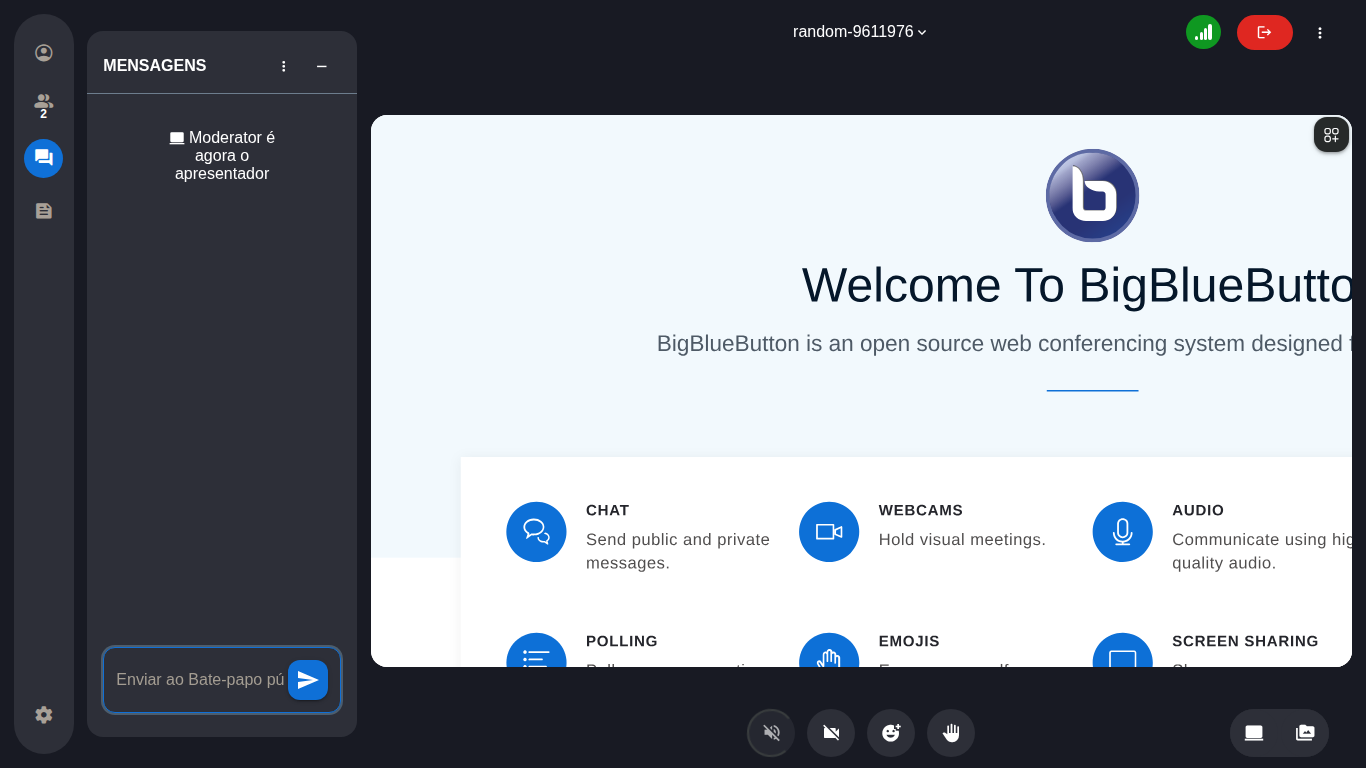 random-9611976
MENSAGENS
2
Moderator é
agora o
apresentador
Enviar ao Bate-papo pú
Welcome To BigBlueButto
BigBlueButton is an open source web conferencing system designed f
CHAT
Send public and private
messages.
WEBCAMS
Hold visual meetings.
AUDIO
Communicate using hig
quality audio.
POLLING
EMOJIS
SCREEN SHARING